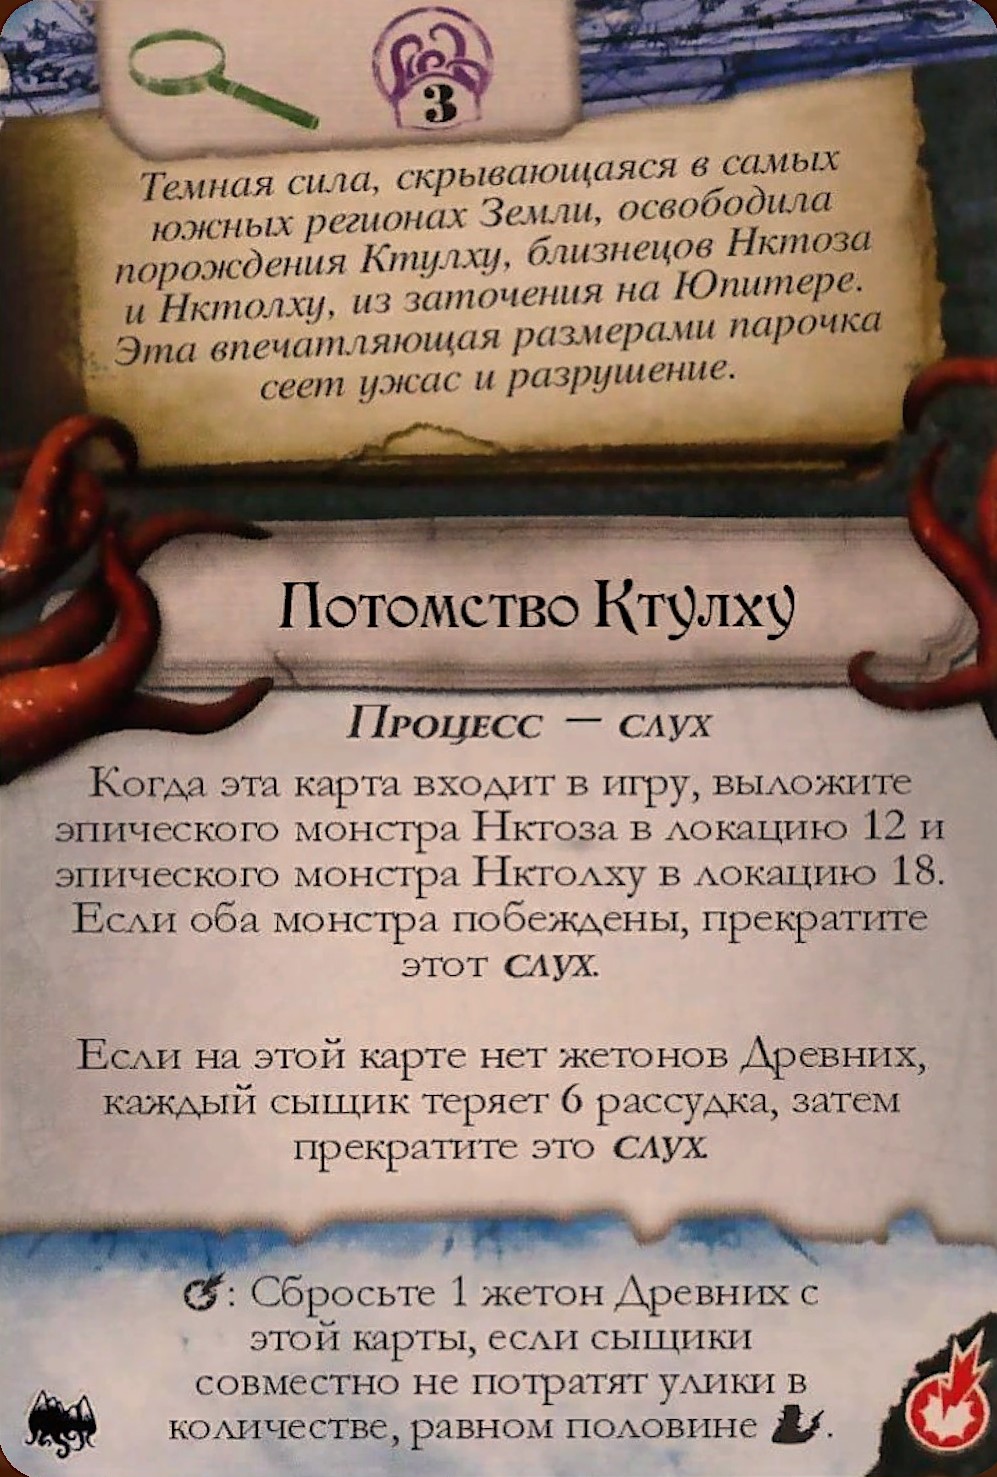 3
Темная сила, скрывающаяся в самых
южных регионах Земли, освободила
порождения Ктулху, близнецов Нктоза
и Нктолху, из заточения на Юпитере.
Эта впечатляющая размерами парочка
сеет ужас и разрушение.
Потомство Ктулху
Процесс — слух
Когда эта карта входит в игру, выложите
эпического монстра Нктоза в локацию 12 и
эпического монстра Нктолху в локацию 18.
Если оба монстра побеждены, прекратите
этот СЛУХ.
Если на этой карте нет жетонов Древних,
каждый сыщик теряет 6 рассудка, затем
прекратите это СЛУХ
: Сбросьте 1 жетон Древних с
этой карты, если сыщики
совместно не потратят улики в
количестве, равном половине .